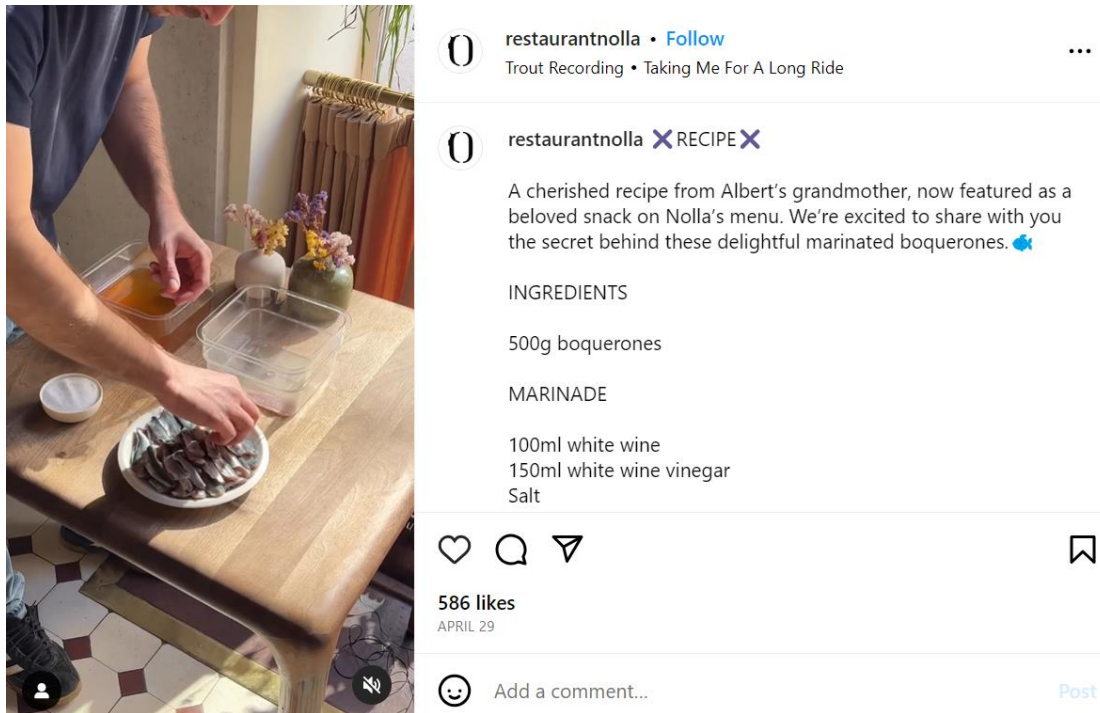 restaurantnolla • Follow
Trout Recording • Taking Me For A Long Ride
restaurantnolla ❌RECIPE❌
A cherished recipe from Albert’s grandmother, now featured as a
beloved snack on Nolla’s menu. We’re excited to share with you
the secret behind these delightful marinated boquerones.🐟
INGREDIENTS
500g boquerones
MARINADE
100ml white wine
150ml white wine vinegar
Salt
586 likes
APRIL 29
Add a comment...
Post